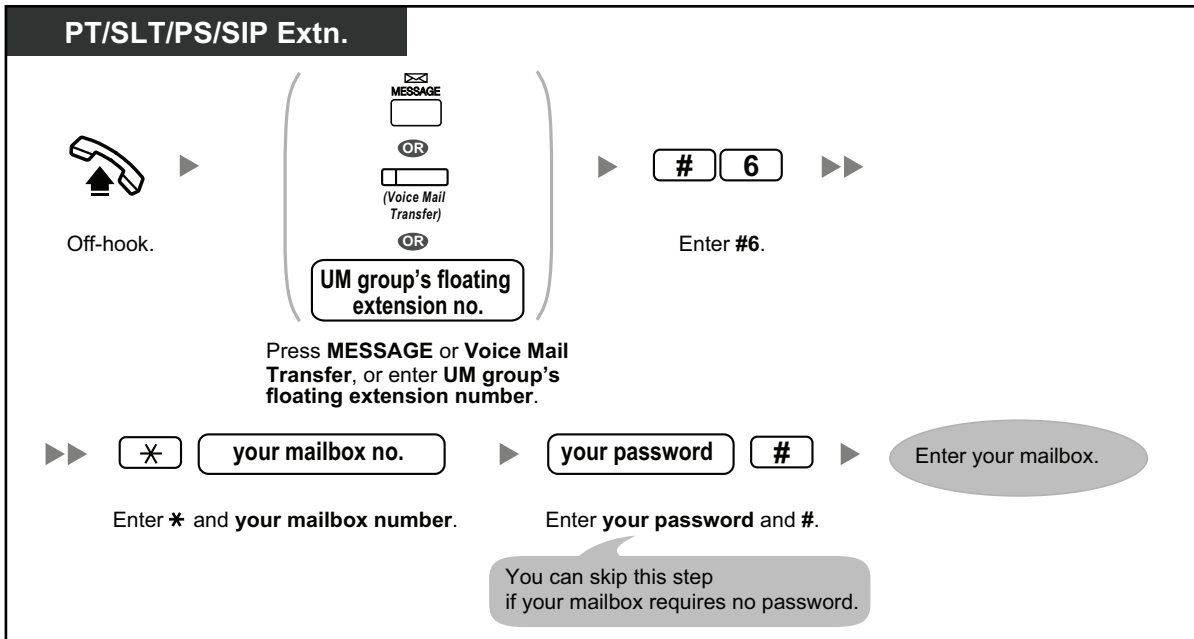 PT/SLT/PS/SIP Extn.
MESSAGE
OR
(Voice Mail
Transfer)
OR
UM group's floating
extension no.
# 6
Off-hook.
Press MESSAGE or Voice Mail
Transfer, or enter UM group's
floating extension number.
Enter #6.
* your mailbox no.
your password #
Enter your mailbox.
Enter * and your mailbox number.
Enter your password and #.
You can skip this step
if your mailbox requires no password.